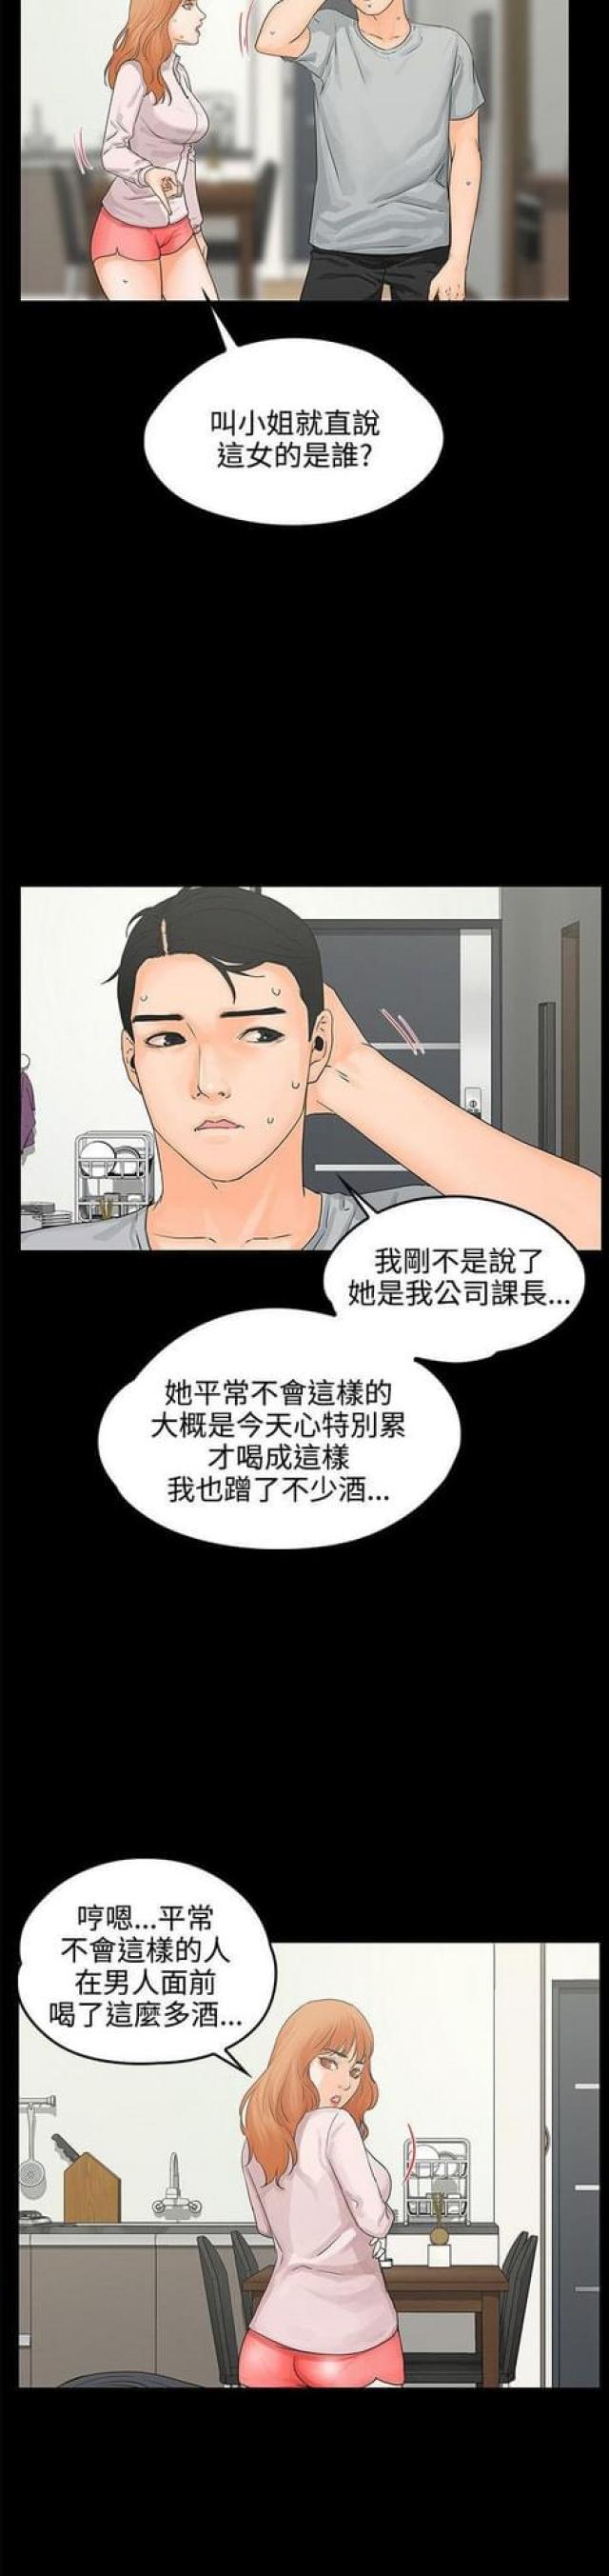 叫小姐就直說
這女的是誰?
我剛不是說了
她是我公司課長...
她平常不會這樣的
大概是今天心特別累
才喝成這樣
我也蹭了不少酒...
哼嗯...平常
不會這樣的人
在男人面前
喝了這麼多酒...